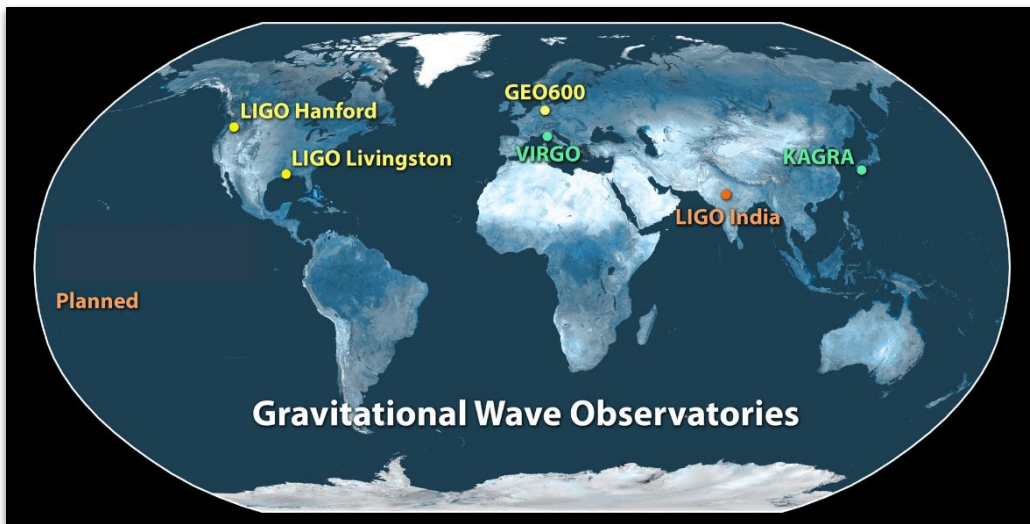 GEO600
LIGO Hanford
VIRGO
LIGO Livingston
KAGRA
LIGO India
Planned
Gravitational Wave Observatories